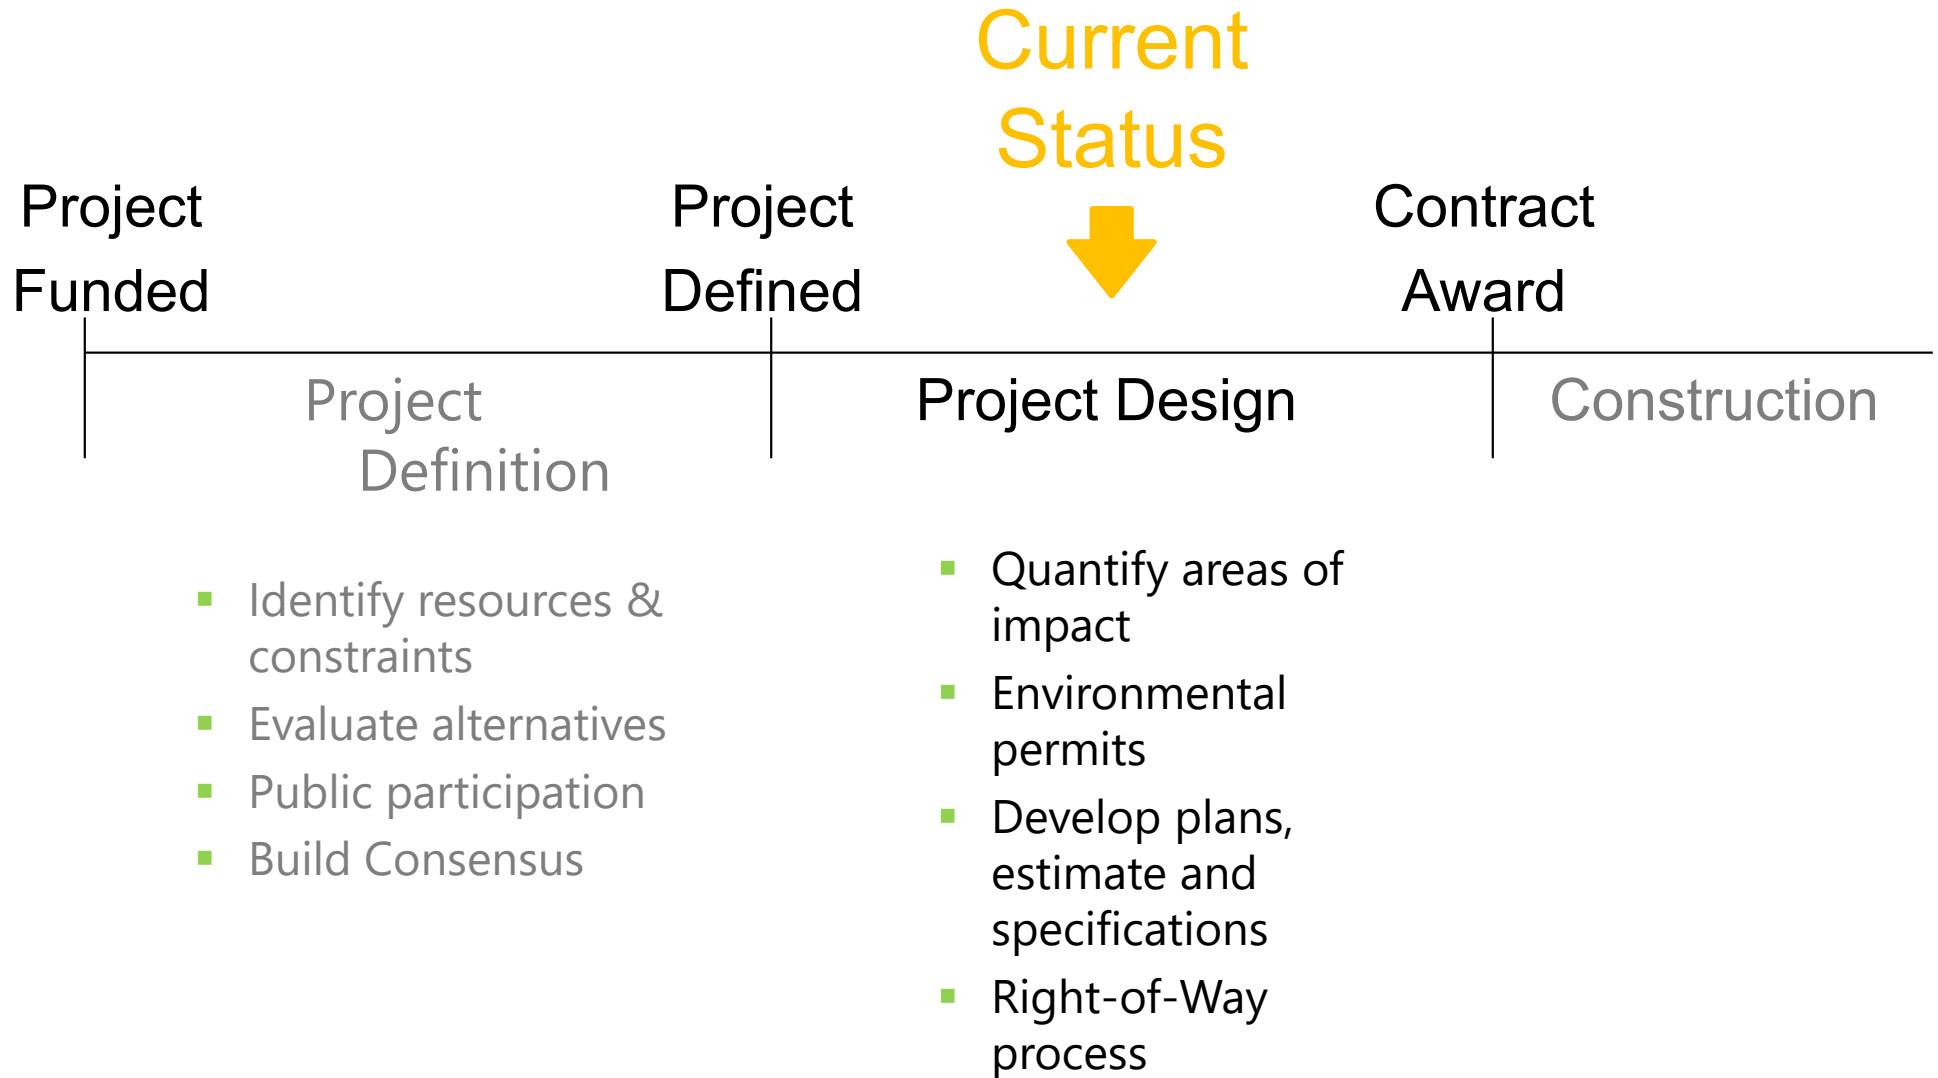 Current
Status
Project
Funded
Project
Defined
Contract
Award
Project
Definition
Project Design
Construction
▪ Identify resources &
constraints
▪ Evaluate alternatives
▪ Public participation
▪ Build Consensus
▪ Quantify areas of
impact
▪ Environmental
permits
▪ Develop plans,
estimate and
specifications
▪ Right-of-Way
process